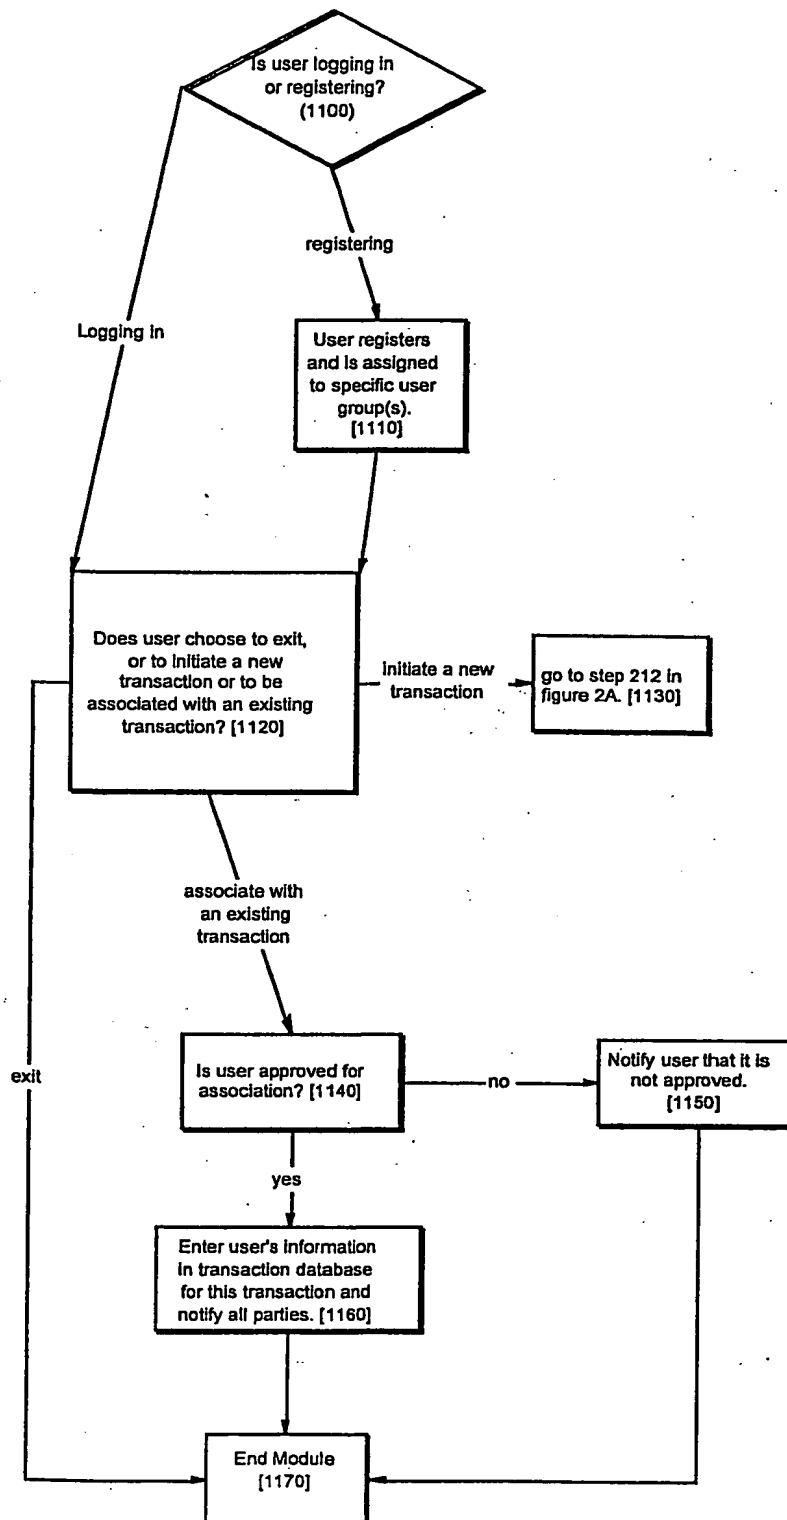 Is user logging in
or registering?
(1100)
registering
Logging in
User registers
and is assigned
to specific user
group(s).
[1110]
Does user choose to exit,
or to initiate a new
transaction or to be
associated with an existing
transaction? [1120]
initiate a new
transaction
go to step 212 in
figure 2A. [1130]
associate with
an existing
transaction
exit
Is user approved for
association? [1140]
no
Notify user that it is
not approved.
[1150]
yes
Enter user's information
in transaction database
for this transaction and
notify all parties. [1160]
End Module
[1170]